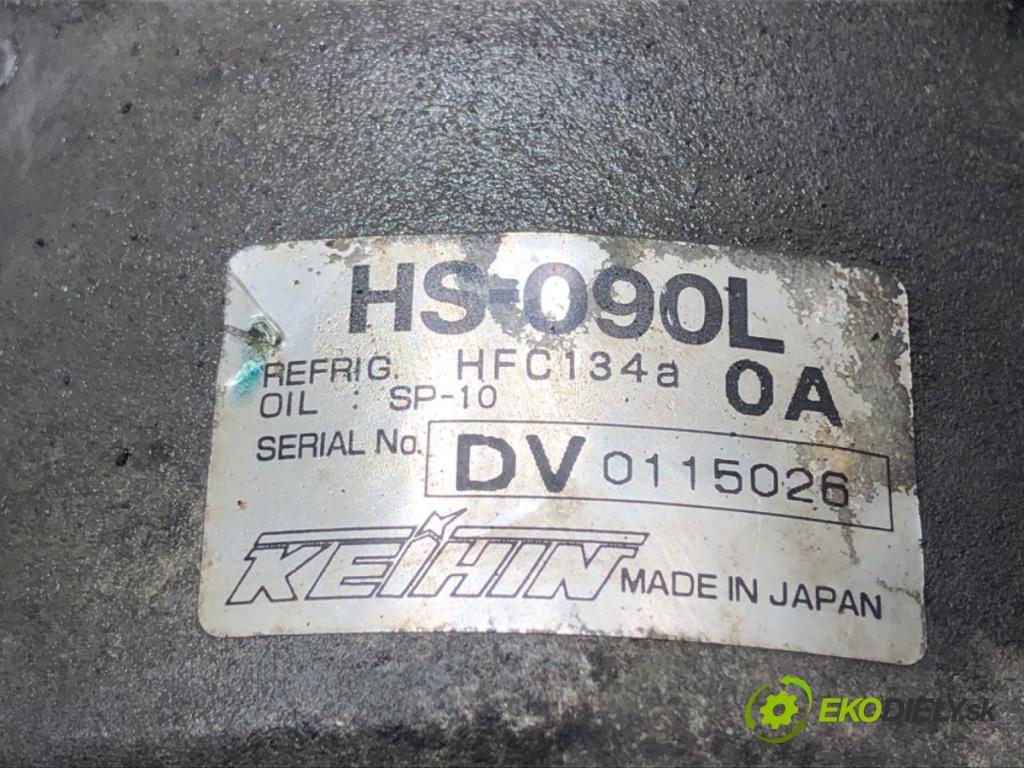 HS-090L
REFRIG. HFC134a 0A
OIL : SP-10
SERIAL No. DV 0115026
KEIHIN MADE IN JAPAN
EKODIELY.sk